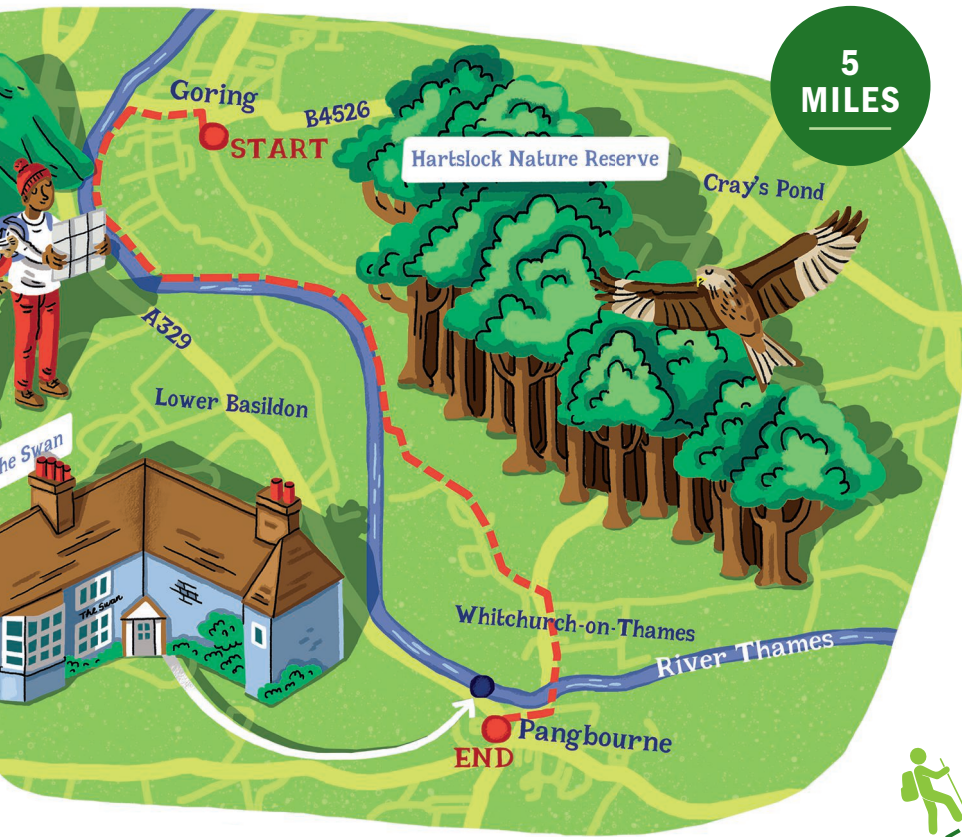 5
MILES
Goring
B4526
START
Hartslock Nature Reserve
Cray's Pond
A329
Lower Basildon
Swan
The Swan
Whitchurch-on-Thames
River Thames
Pangbourne
END